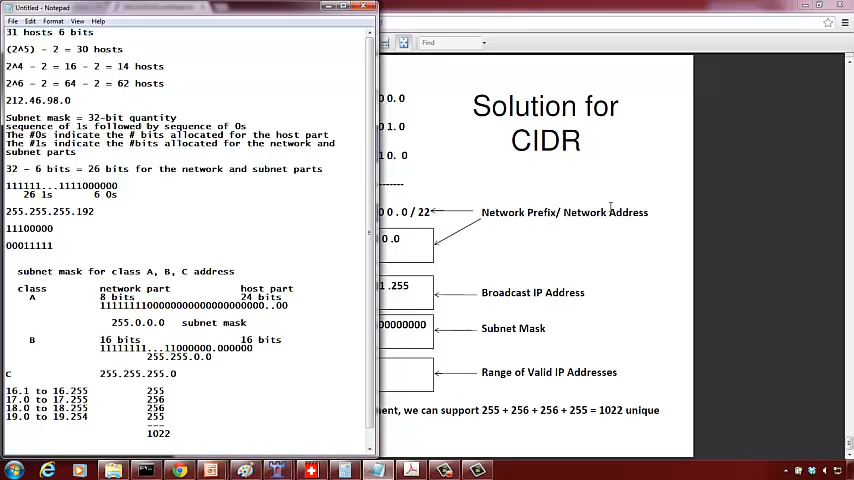 Untitled - Notepad
File Edit Format View Help
31 hosts 6 bits
(2^5) - 2 = 30 hosts
2^4 - 2 = 16 - 2 = 14 hosts
2^6 - 2 = 64 - 2 = 62 hosts
212.46.98.0
Subnet mask = 32-bit quantity
sequence of 1s followed by sequence of 0s
The #0s indicate the # bits allocated for the host part
The #1s indicate the #bits allocated for the network and
subnet parts
32 - 6 bits = 26 bits for the network and subnet parts
111111...1111000000
26 1s 6 0s
255.255.255.192
11100000
00011111
subnet mask for class A, B, C address
class network part host part
A 8 bits 24 bits
11111111000000000000000000..00
255.0.0.0 subnet mask
B 16 bits 16 bits
11111111...11000000.000000
255.255.0.0
C 255.255.255.0
16.1 to 16.255 255
17.0 to 17.255 256
18.0 to 18.255 256
19.0 to 19.254 255
---
1022
Find
0 0. 0
Solution for
CIDR
0 1. 0
1 0. 0
--------
0 0 . 0 / 22
Network Prefix/ Network Address
0 .0
1 .255
Broadcast IP Address
00000000
Subnet Mask
Range of Valid IP Addresses
ment, we can support 255 + 256 + 256 + 255 = 1022 unique